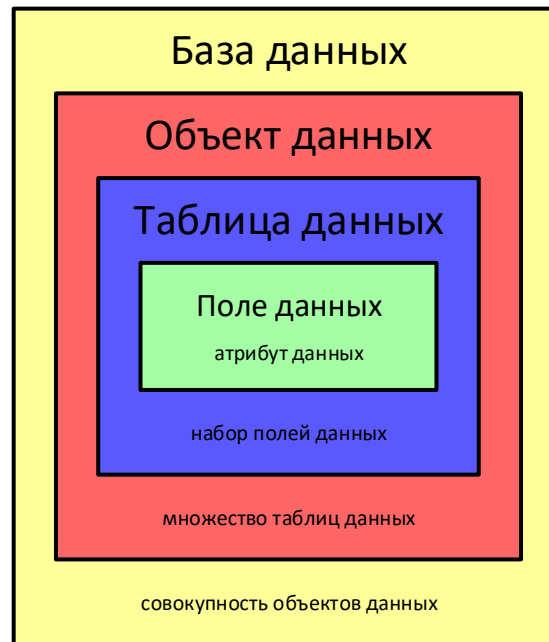 База данных
Объект данных
Таблица данных
Поле данных
атрибут данных
набор полей данных
множество таблиц данных
совокупность объектов данных